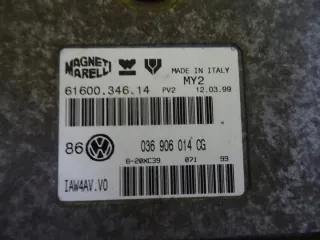 MAGNETI
MARELLI
MADE IN ITALY
MY2
61600.346.14 PV2 12.03.99
86 VW 036 906 014 CG
6-20XC39 071 99
IAW4AV.V0